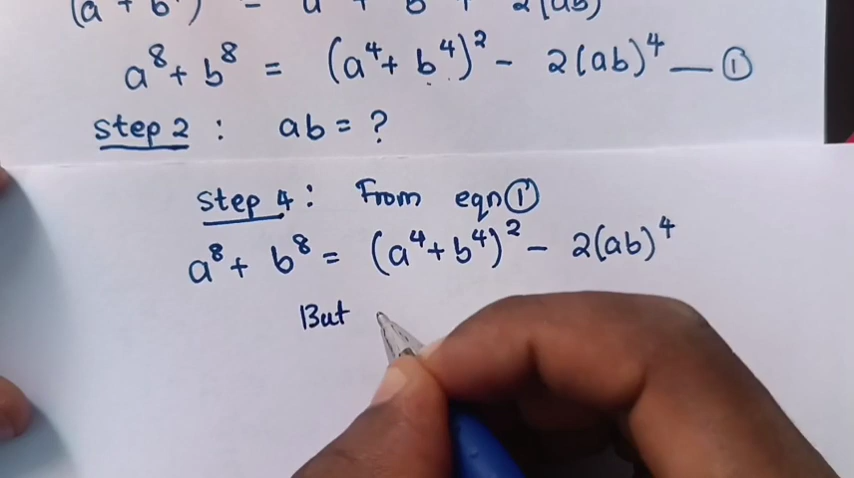 a⁸ + b⁸ = (a⁴ + b⁴)² - 2(ab)⁴ — ①
Step 2 : ab = ?
Step 4 : From eqn ①
a⁸ + b⁸ = (a⁴ + b⁴)² - 2(ab)⁴
But